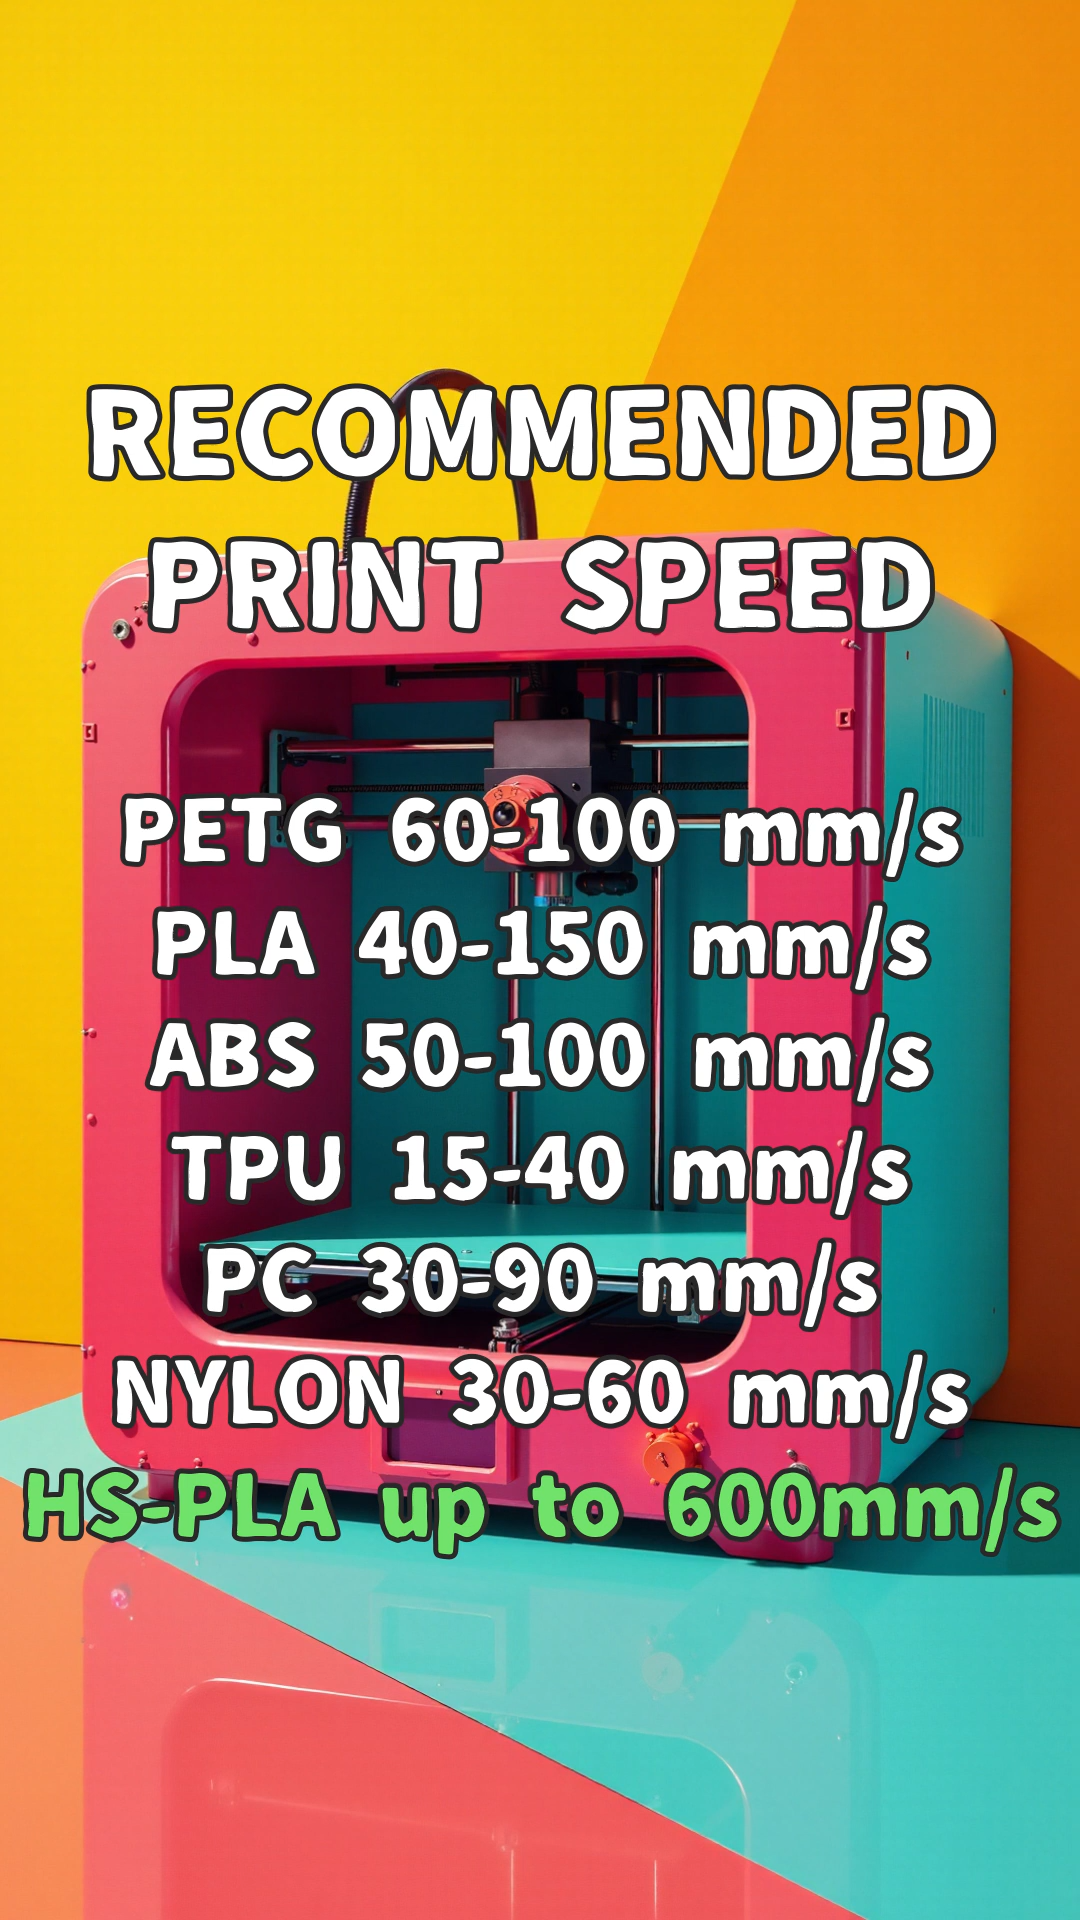 RECOMMENDED
PRINT SPEED
PETG 60-100 mm/s
PLA 40-150 mm/s
ABS 50-100 mm/s
TPU 15-40 mm/s
PC 30-90 mm/s
NYLON 30-60 mm/s
HS-PLA up to 600mm/s